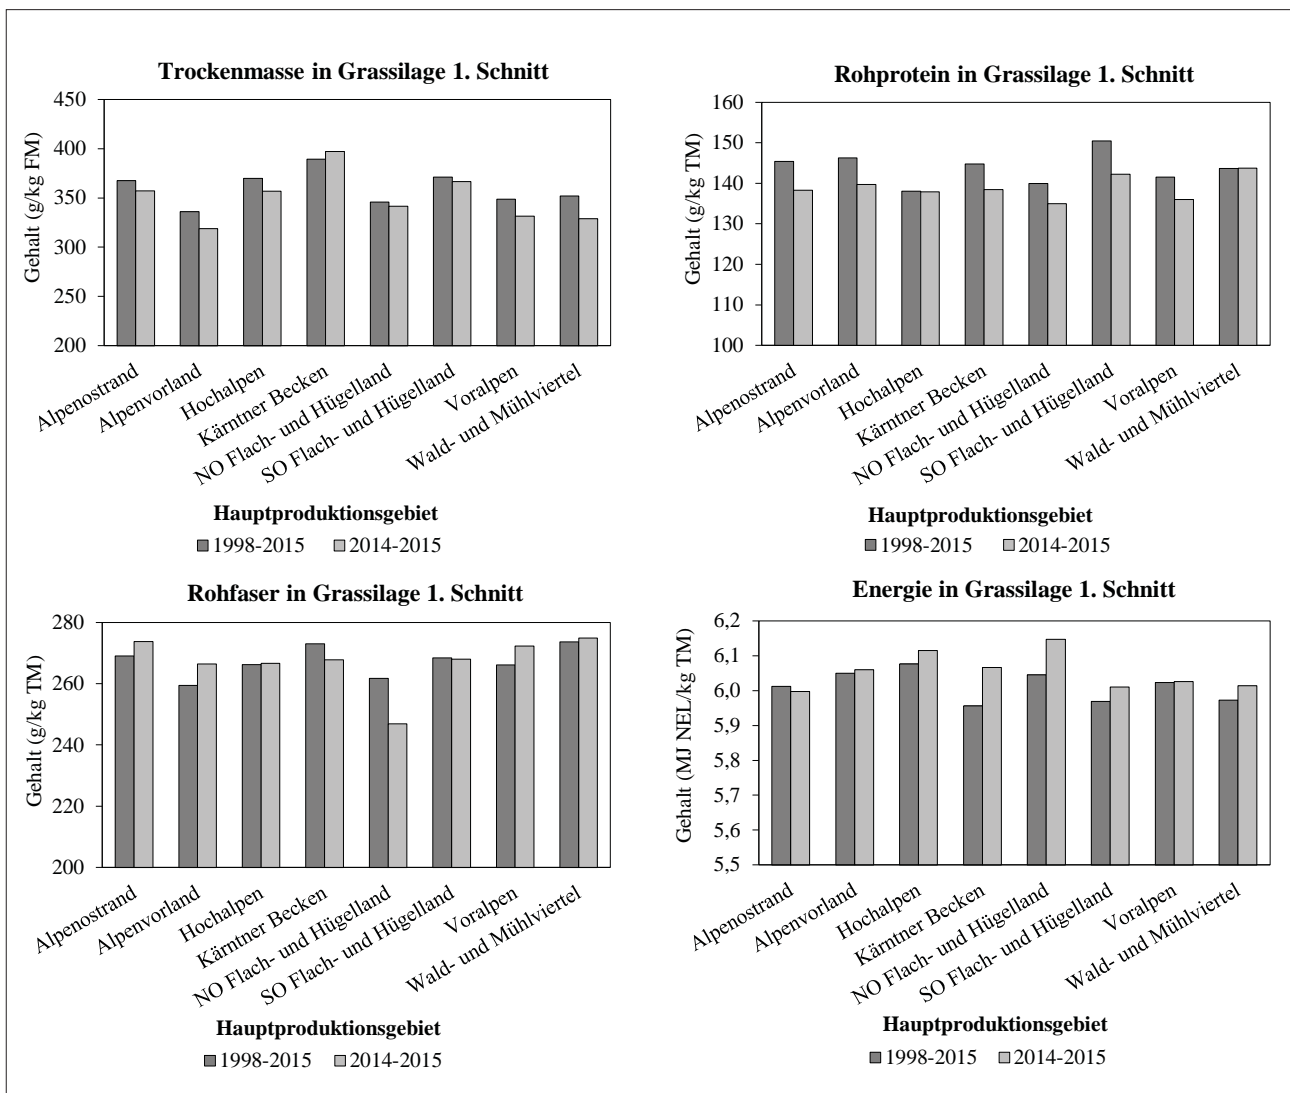 Trockenmasse in Grassilage 1. Schnitt
Gehalt (g/kg FM)
450
400
350
300
250
200
Alpenostrand
Alpenvorland
Hochalpen
Kärntner Becken
NO Flach- und Hügelland
SO Flach- und Hügelland
Voralpen
Wald- und Mühlviertel
Hauptproduktionsgebiet
1998-2015 2014-2015
Rohprotein in Grassilage 1. Schnitt
Gehalt (g/kg TM)
160
150
140
130
120
110
100
Alpenostrand
Alpenvorland
Hochalpen
Kärntner Becken
NO Flach- und Hügelland
SO Flach- und Hügelland
Voralpen
Wald- und Mühlviertel
Hauptproduktionsgebiet
1998-2015 2014-2015
Rohfaser in Grassilage 1. Schnitt
Gehalt (g/kg TM)
280
260
240
220
200
Alpenostrand
Alpenvorland
Hochalpen
Kärntner Becken
NO Flach- und Hügelland
SO Flach- und Hügelland
Voralpen
Wald- und Mühlviertel
Hauptproduktionsgebiet
1998-2015 2014-2015
Energie in Grassilage 1. Schnitt
Gehalt (MJ NEL/kg TM)
6,2
6,1
6,0
5,9
5,8
5,7
5,6
5,5
Alpenostrand
Alpenvorland
Hochalpen
Kärntner Becken
NO Flach- und Hügelland
SO Flach- und Hügelland
Voralpen
Wald- und Mühlviertel
Hauptproduktionsgebiet
1998-2015 2014-2015